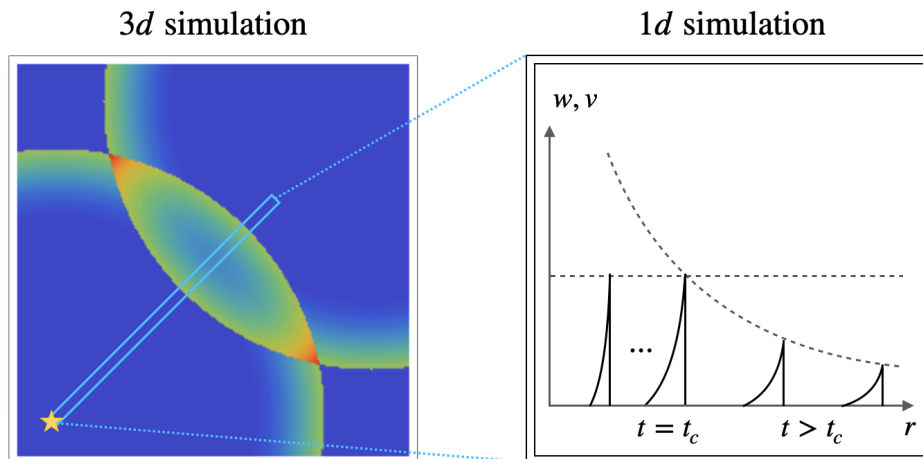 3d simulation
1d simulation
w, v
...
t = t_c
t > t_c
r